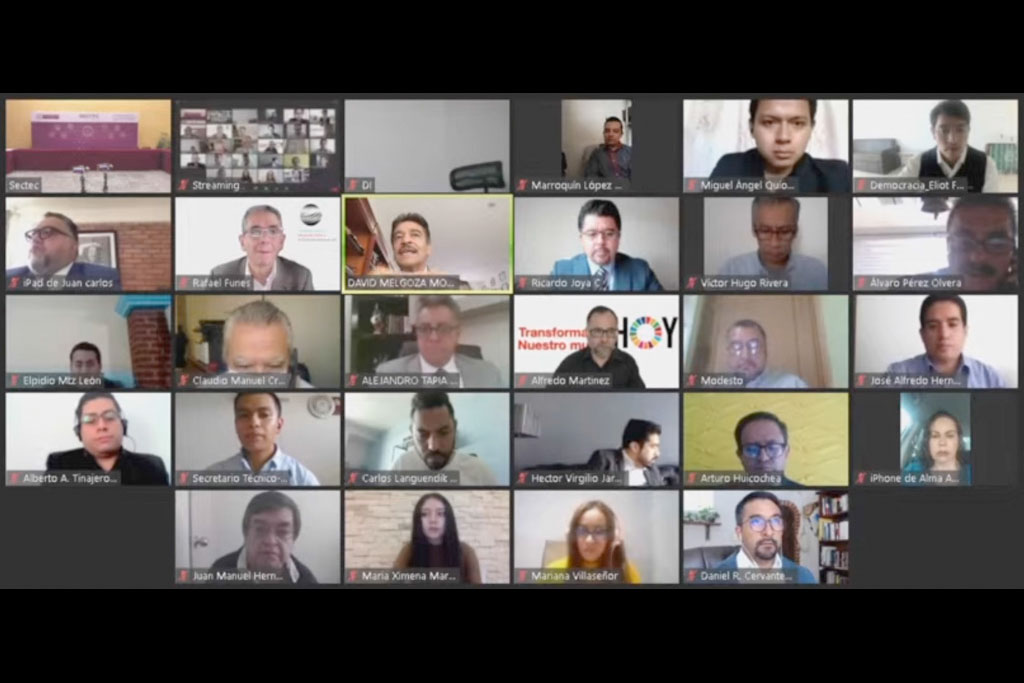 Sectec
Streaming
DI
Marroquín López ...
Miguel Ángel Quio...
Democracia_Eliot F...
iPad de Juan carlos
Rafael Funes
DAVID MELGOZA MO...
Ricardo Joya C
Victor Hugo Rivera
Álvaro Pérez Olvera
Elpidio Mtz León
Claudio Manuel Cr...
ALEJANDRO TAPIA ...
Transforma
Nuestro mu
HOY
Alfredo Martinez
Modesto
José Alfredo Hern...
Alberto A. Tinajero...
Secretario Técnico-...
Carlos Languendik ...
Hector Virgilio Jar...
Arturo Huicochea
iPhone de Alma A...
Juan Manuel Hern...
Maria Ximena Mar...
Mariana Villaseñor
Daniel R. Cervante...